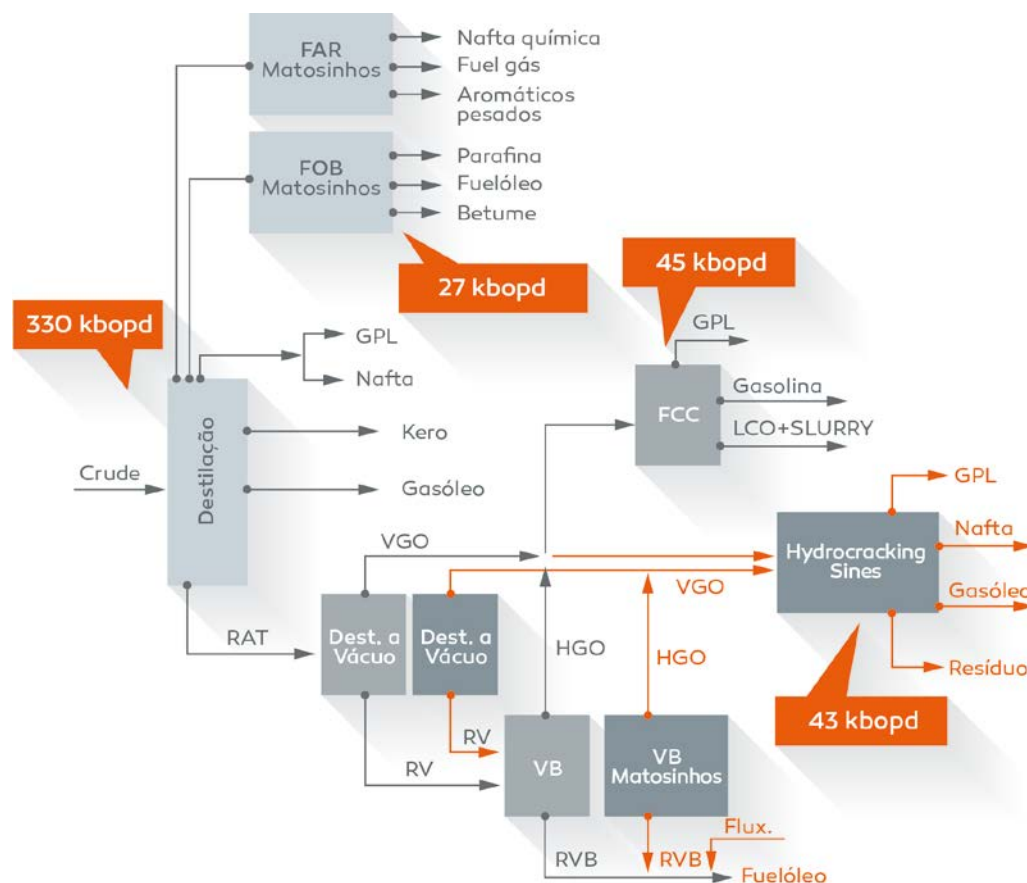 FAR
Matosinhos
Nafta química
Fuel gás
Aromáticos
pesados
FOB
Matosinhos
Parafina
Fuelóleo
Betume
27 kbopd
45 kbopd
330 kbopd
GPL
Nafta
GPL
FCC
Gasolina
LCO+SLURRY
Destilação
Kero
Crude
Gasóleo
GPL
Hydrocracking
Sines
Nafta
Gasóleo
Resíduo
VGO
VGO
RAT
Dest. a
Vácuo
Dest. a
Vácuo
HGO
HGO
43 kbopd
RV
RV
VB
VB
Matosinhos
Flux.
RVB
RVB
Fuelóleo